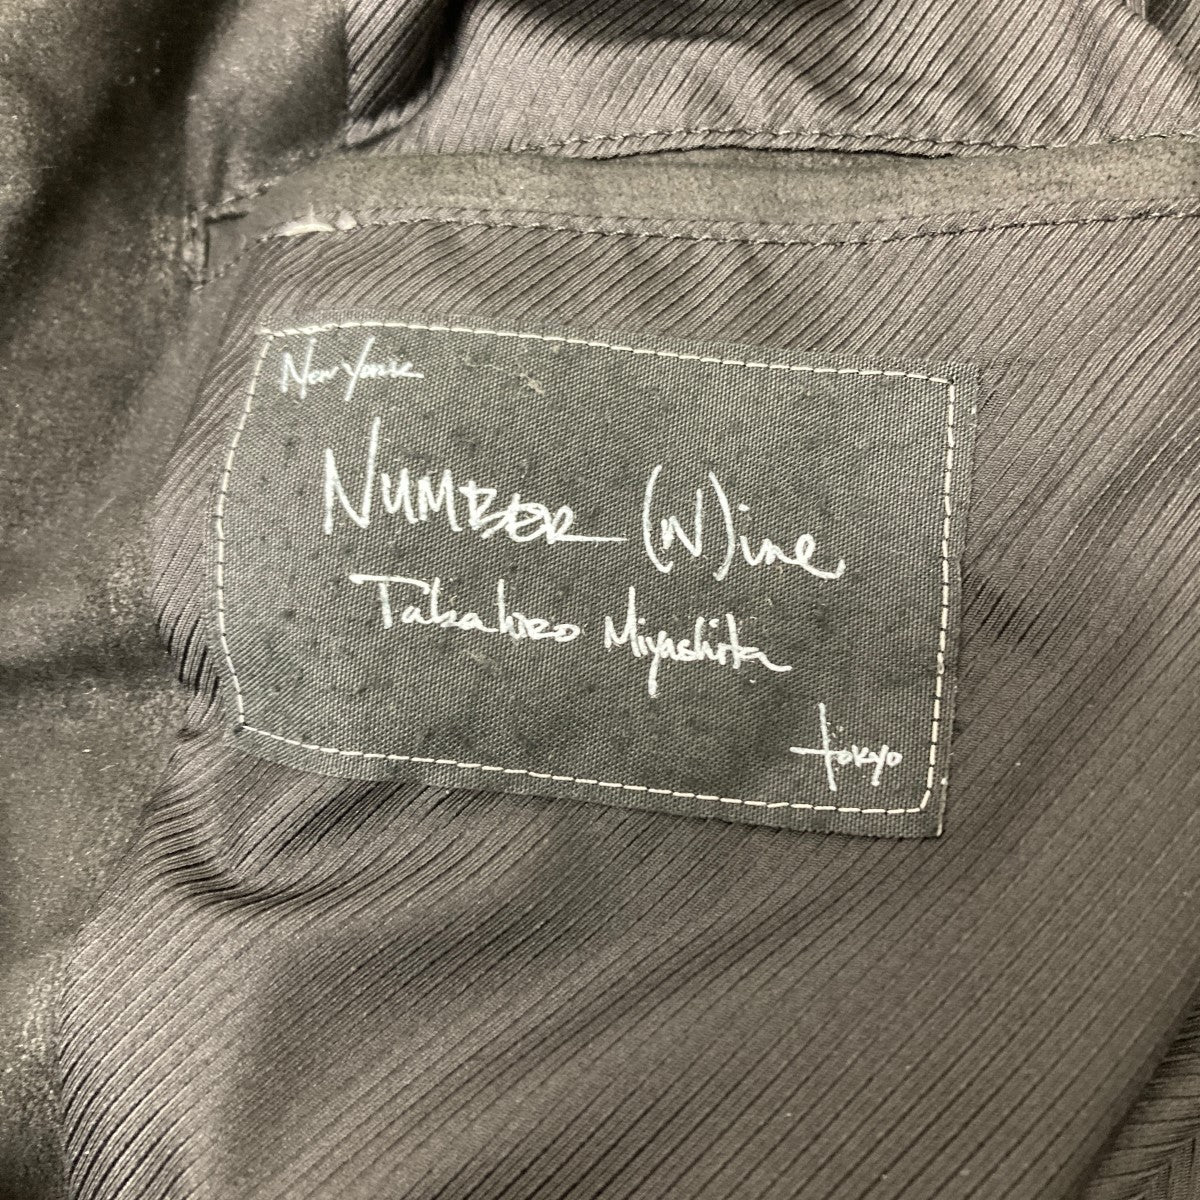 New York
NUMBER (N)ine
Takahiro Miyashita
tokyo